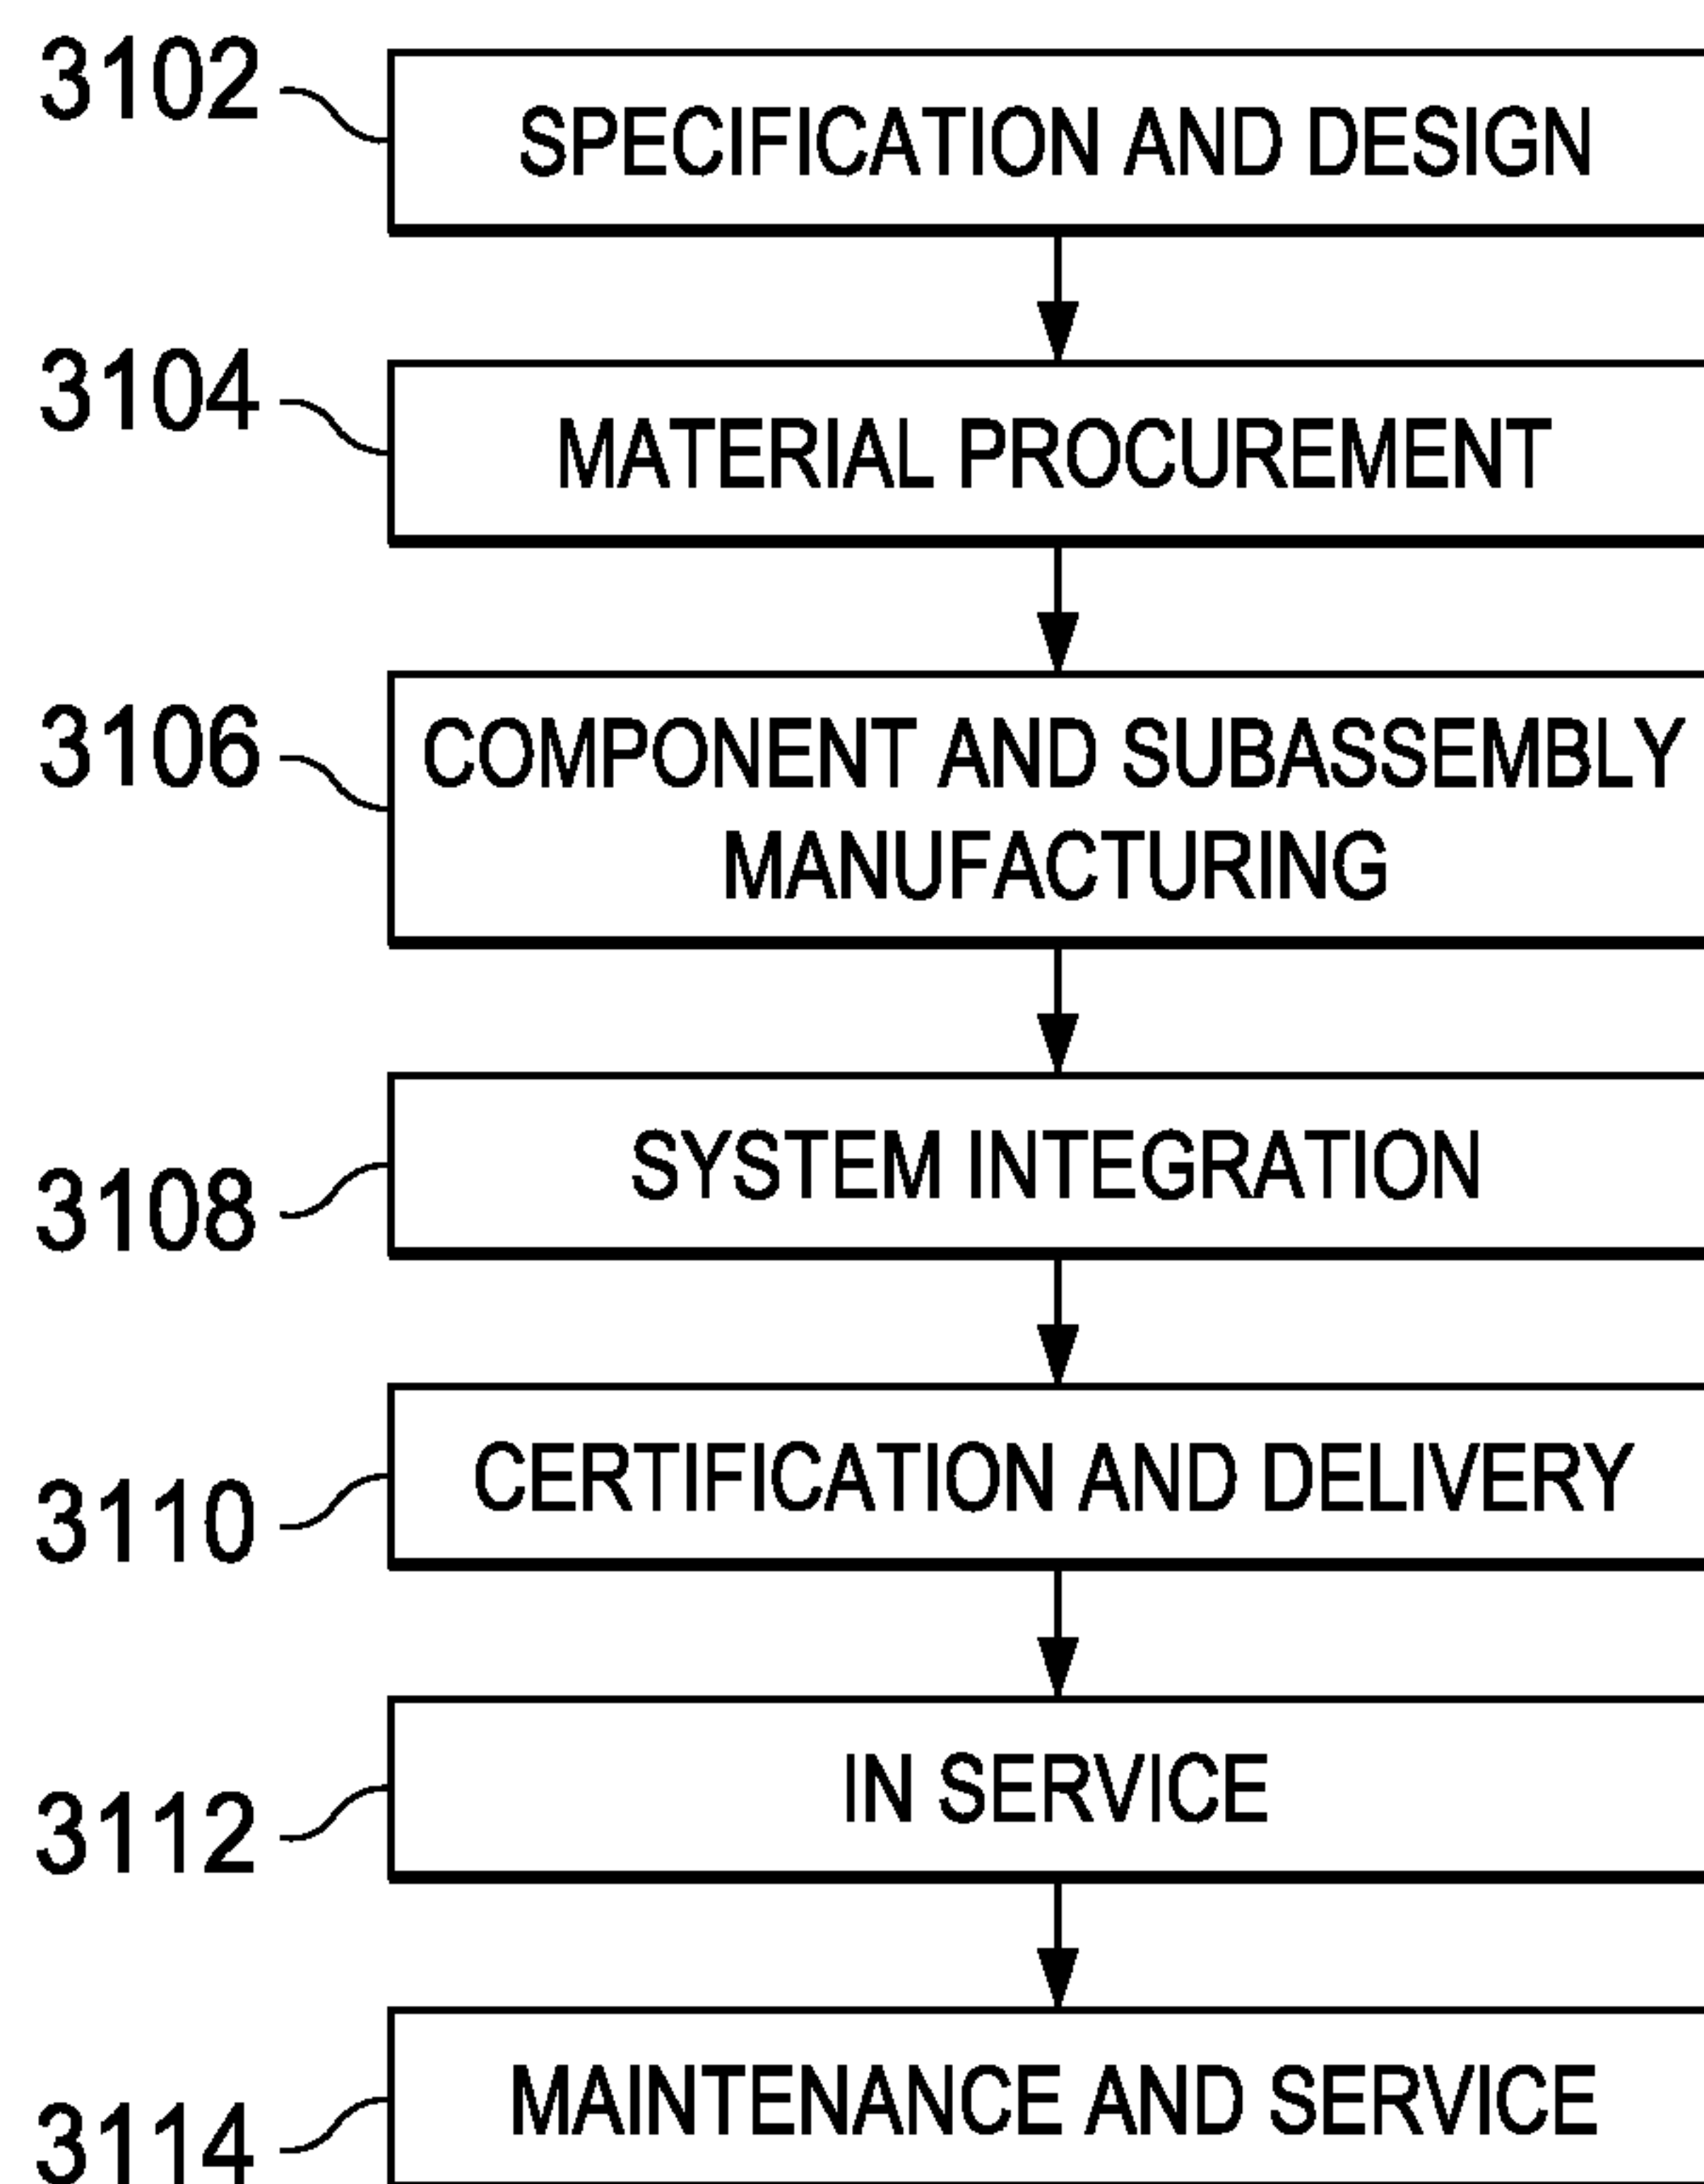 3102
SPECIFICATION AND DESIGN
3104
MATERIAL PROCUREMENT
3106
COMPONENT AND SUBASSEMBLY
MANUFACTURING
3108
SYSTEM INTEGRATION
3110
CERTIFICATION AND DELIVERY
3112
IN SERVICE
3114
MAINTENANCE AND SERVICE